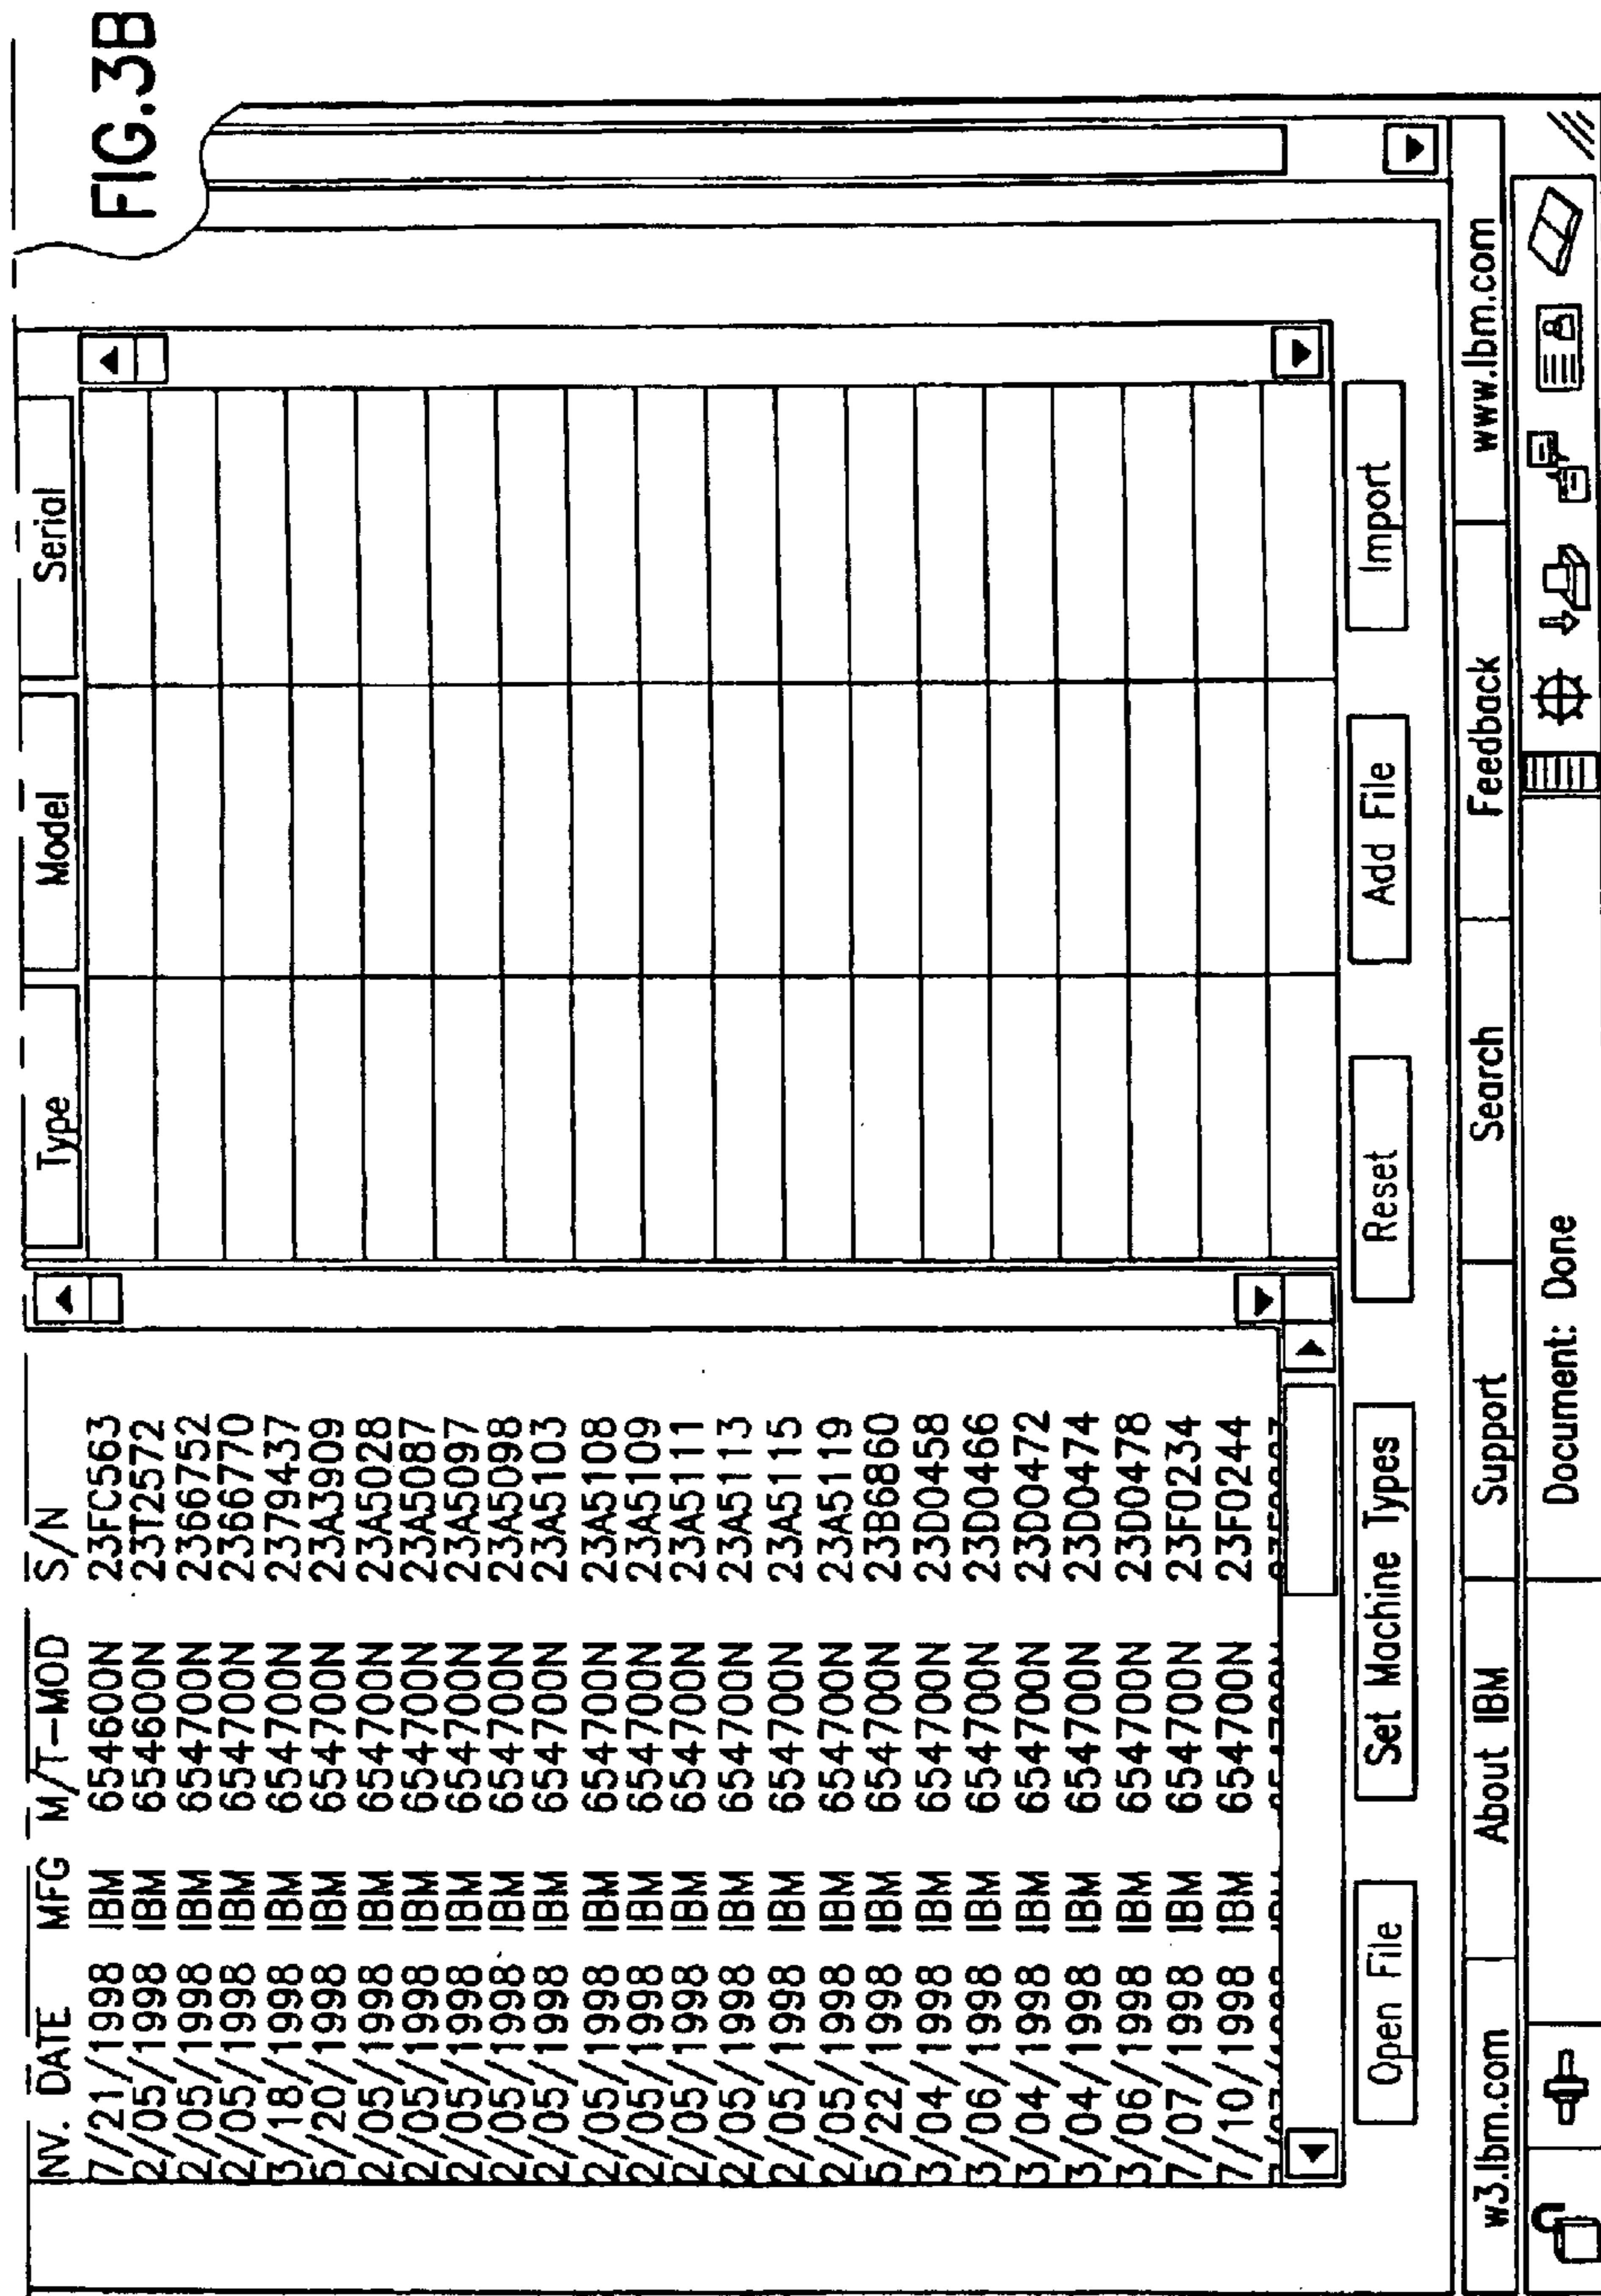 FIG.3B
NV. DATE MFG M/T-MOD S/N Type Model Serial
7/21/1998 IBM 654600N 23FC563
2/05/1998 IBM 654600N 23T2572
2/05/1998 IBM 654700N 2366752
2/05/1998 IBM 654700N 2366770
3/18/1998 IBM 654700N 2379437
5/20/1998 IBM 654700N 23A3909
2/05/1998 IBM 654700N 23A5028
2/05/1998 IBM 654700N 23A5087
2/05/1998 IBM 654700N 23A5097
2/05/1998 IBM 654700N 23A5098
2/05/1998 IBM 654700N 23A5103
2/05/1998 IBM 654700N 23A5108
2/05/1998 IBM 654700N 23A5109
2/05/1998 IBM 654700N 23A5111
2/05/1998 IBM 654700N 23A5113
2/05/1998 IBM 654700N 23A5115
2/05/1998 IBM 654700N 23A5119
5/22/1998 IBM 654700N 23B6860
3/04/1998 IBM 654700N 23D0458
3/06/1998 IBM 654700N 23D0466
3/04/1998 IBM 654700N 23D0472
3/04/1998 IBM 654700N 23D0474
3/06/1998 IBM 654700N 23D0478
7/07/1998 IBM 654700N 23F0234
7/10/1998 IBM 654700N 23F0244
Open File Set Machine Types Reset Add File Import
w3.lbm.com About IBM Support Search Feedback www.lbm.com
Document: Done